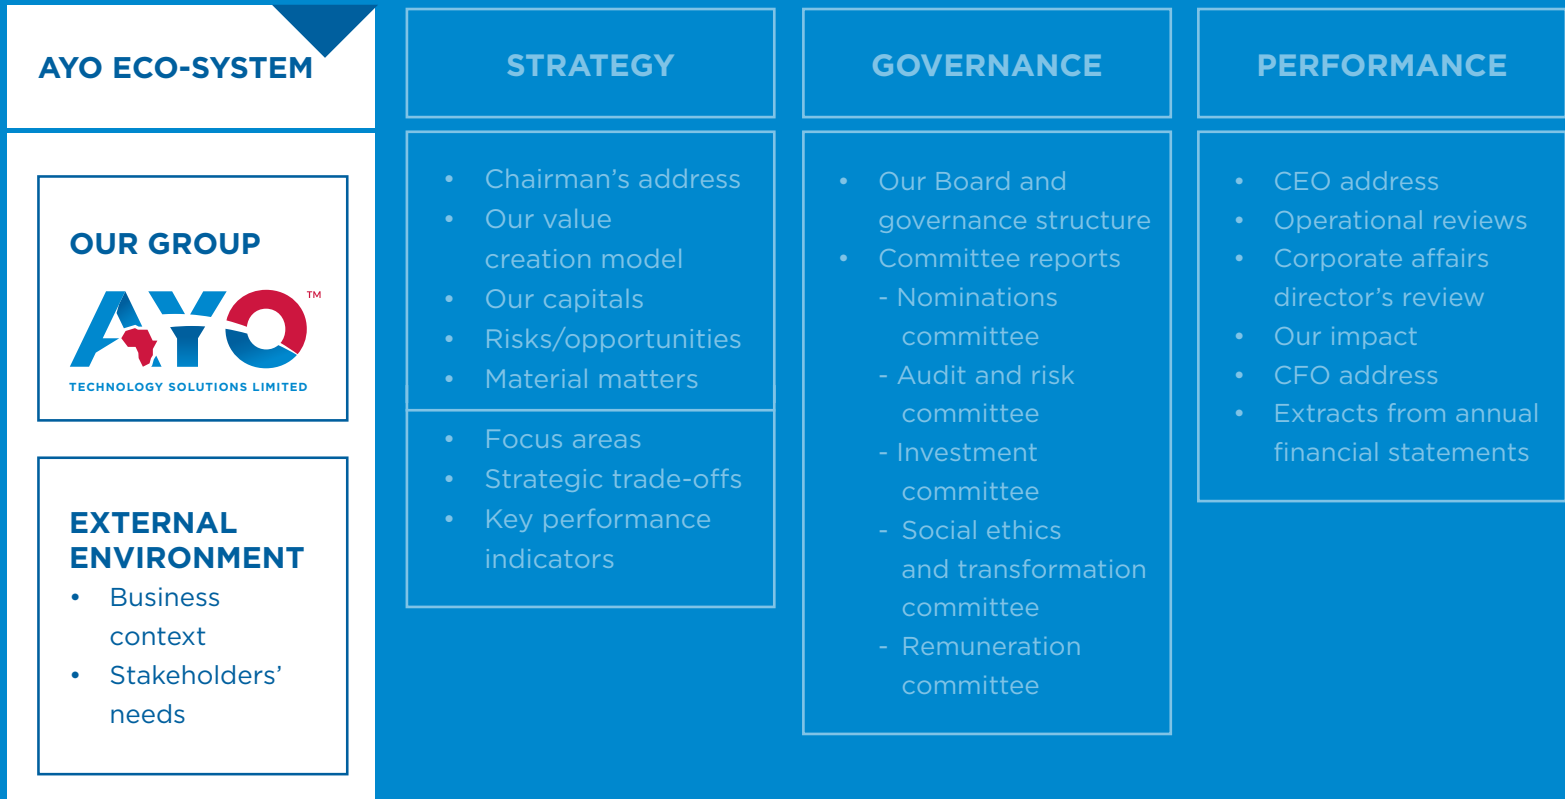 AYO ECO-SYSTEM
OUR GROUP
AYO™
TECHNOLOGY SOLUTIONS LIMITED
EXTERNAL
ENVIRONMENT
• Business
context
• Stakeholders’
needs
STRATEGY
• Chairman’s address
• Our value
creation model
• Our capitals
• Risks/opportunities
• Material matters
• Focus areas
• Strategic trade-offs
• Key performance
indicators
GOVERNANCE
• Our Board and
governance structure
• Committee reports
- Nominations
committee
- Audit and risk
committee
- Investment
committee
- Social ethics
and transformation
committee
- Remuneration
committee
PERFORMANCE
• CEO address
• Operational reviews
• Corporate affairs
director’s review
• Our impact
• CFO address
• Extracts from annual
financial statements